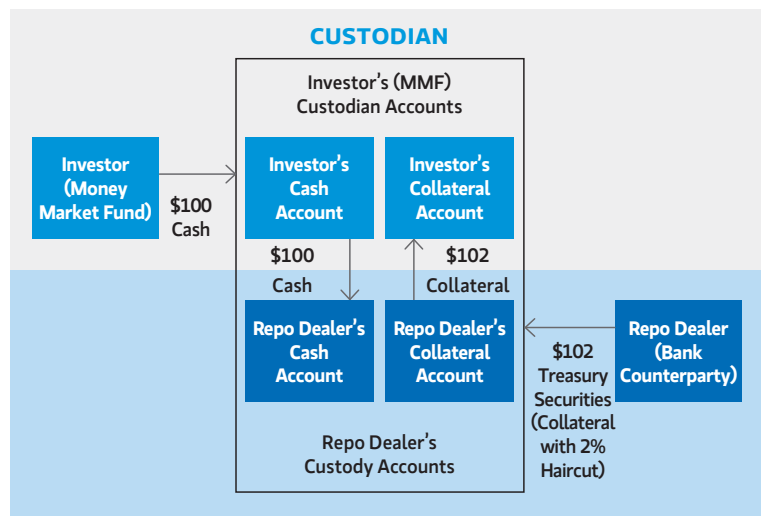 CUSTODIAN
Investor’s (MMF)
Custodian Accounts
Investor
(Money
Market Fund)
$100
Cash
Investor’s
Cash
Account
Investor’s
Collateral
Account
$100
Cash
$102
Collateral
Repo Dealer’s
Cash
Account
Repo Dealer’s
Collateral
Account
Repo Dealer
(Bank
Counterparty)
$102
Treasury
Securities
(Collateral
with 2%
Haircut)
Repo Dealer’s
Custody Accounts